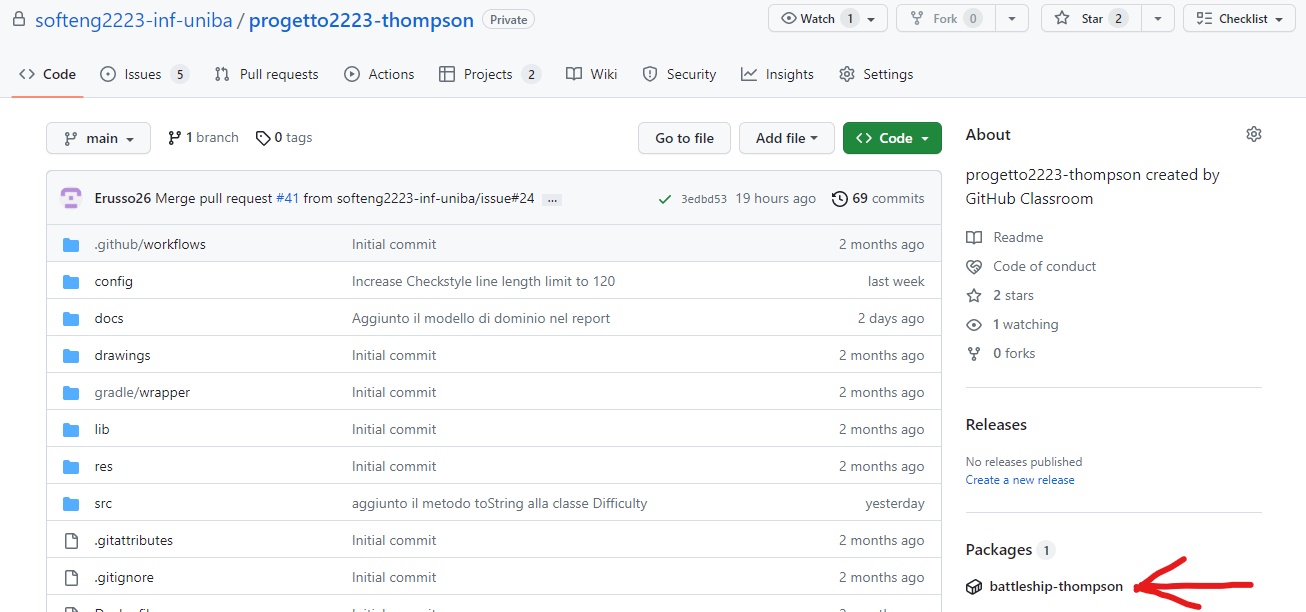 softeng2223-inf-uniba / progetto2223-thompson Private Watch 1 Fork 0 Star 2 Checklist
Code Issues 5 Pull requests Actions Projects 2 Wiki Security Insights Settings
main 1 branch 0 tags Go to file Add file Code
Erusso26 Merge pull request #41 from softeng2223-inf-uniba/issue#24 ... 3edbd53 19 hours ago 69 commits
.github/workflows Initial commit 2 months ago
config Increase Checkstyle line length limit to 120 last week
docs Aggiunto il modello di dominio nel report 2 days ago
drawings Initial commit 2 months ago
gradle/wrapper Initial commit 2 months ago
lib Initial commit 2 months ago
res Initial commit 2 months ago
src aggiunto il metodo toString alla classe Difficulty yesterday
.gitattributes Initial commit 2 months ago
.gitignore Initial commit 2 months ago
About
progetto2223-thompson created by
GitHub Classroom
Readme
Code of conduct
2 stars
1 watching
0 forks
Releases
No releases published
Create a new release
Packages 1
battleship-thompson